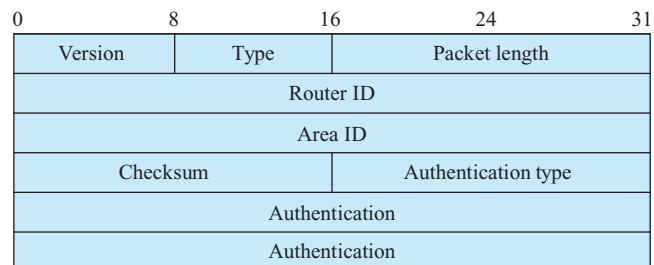 0 8 16 24 31
Version Type Packet length
Router ID
Area ID
Checksum Authentication type
Authentication
Authentication